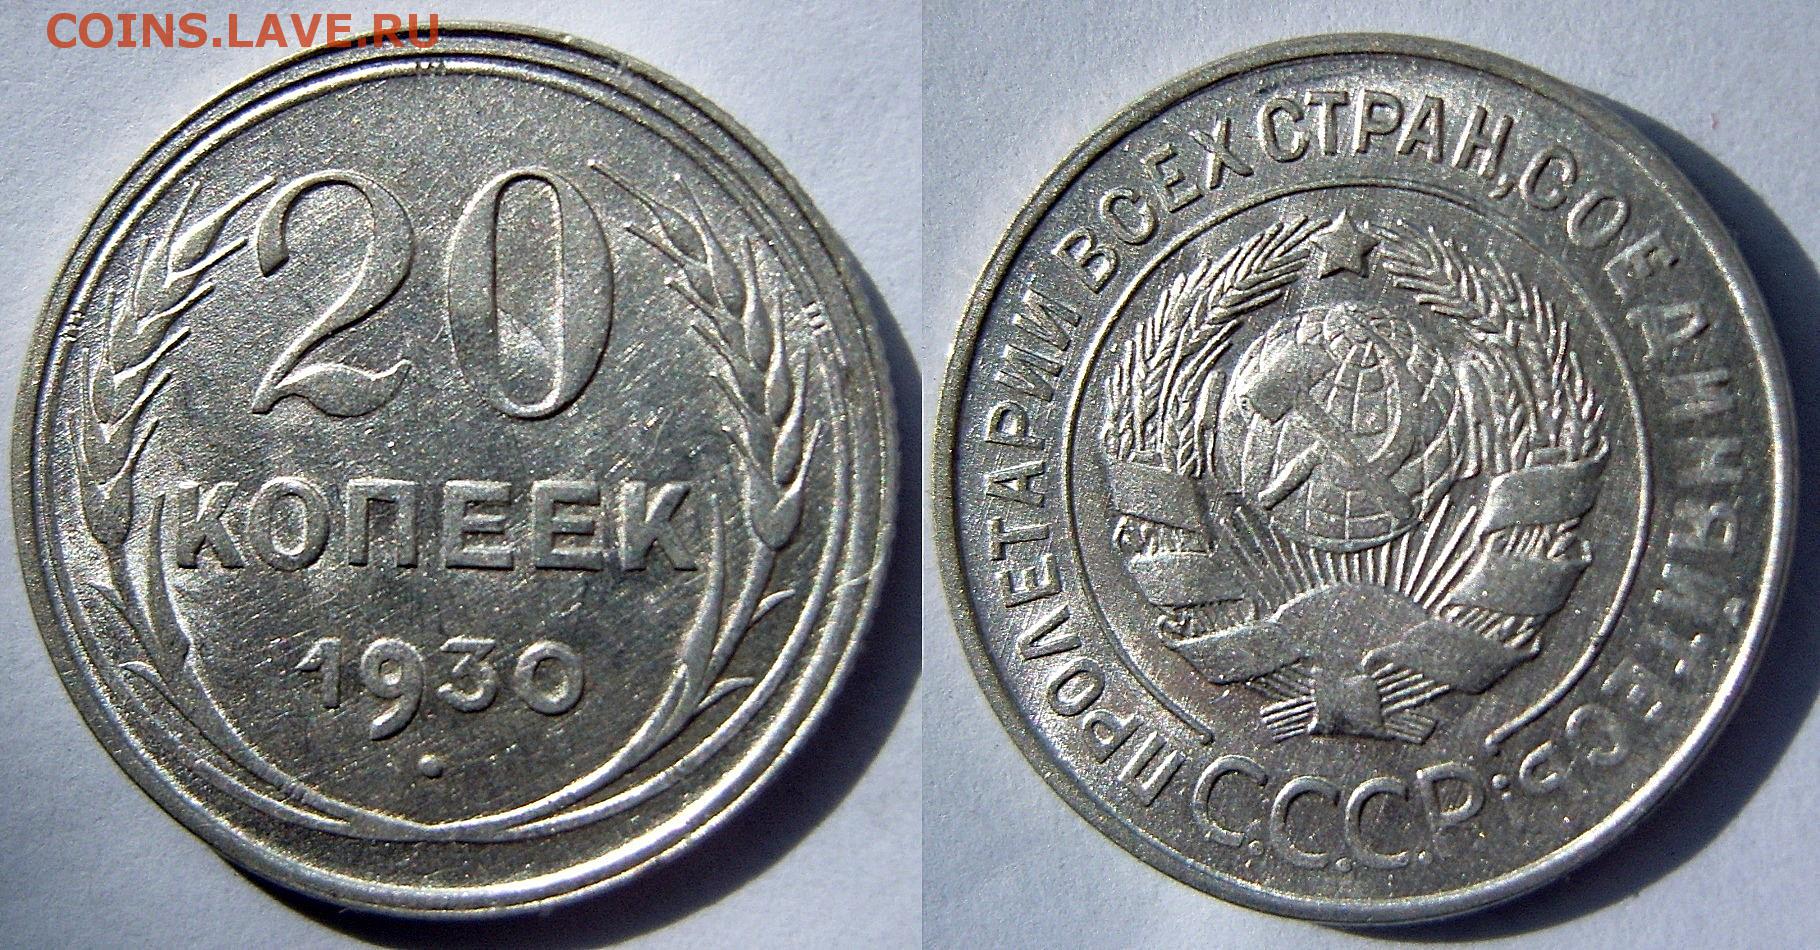 COINS.LAVE.RU
20
КОПЕЕК
1930
ПРОЛЕТАРИИ ВСЕХ СТРАН, СОЕДИНЯЙТЕСЬ!
С.С.С.Р.